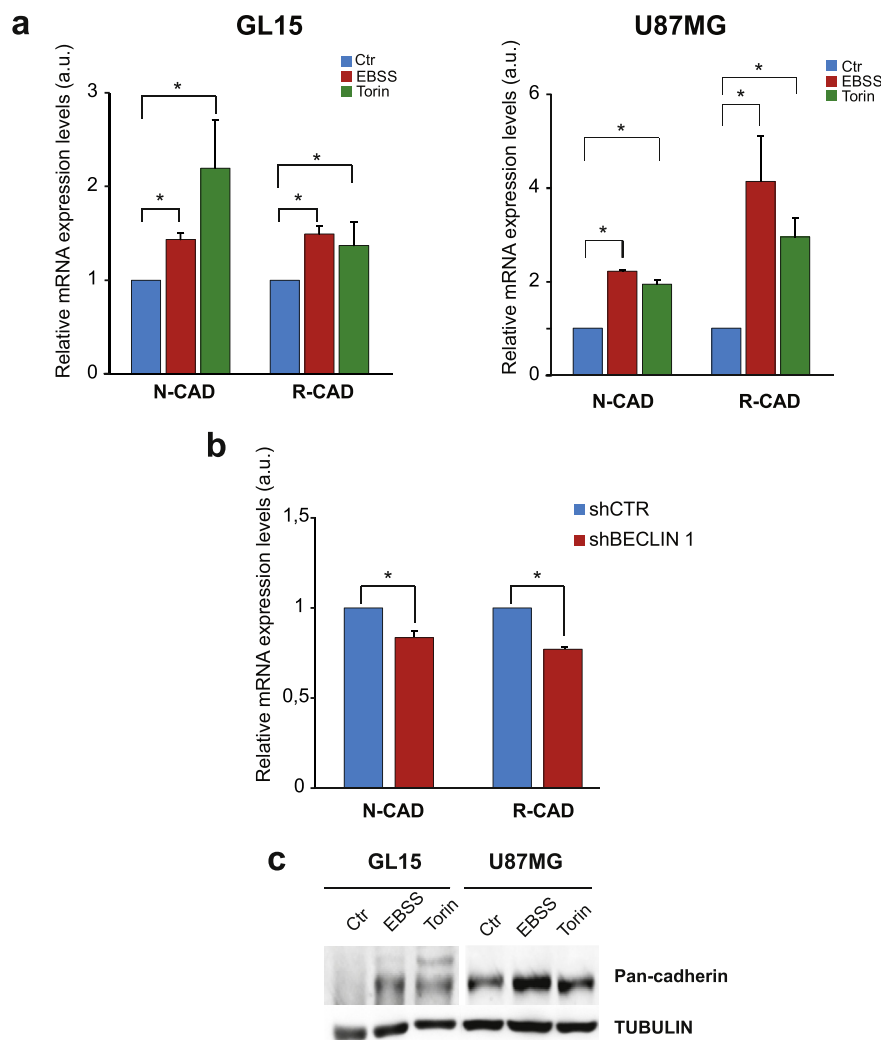 a
GL15
U87MG
Ctr
EBSS
Torin
Ctr
EBSS
Torin
Relative mRNA expression levels (a.u.)
3
2
1
0
*
*
*
*
N-CAD
R-CAD
Relative mRNA expression levels (a.u.)
6
4
2
0
*
*
*
*
N-CAD
R-CAD
b
Relative mRNA expression levels (a.u.)
1,5
1
0,5
0
shCTR
shBECLIN 1
*
*
N-CAD
R-CAD
c
GL15
U87MG
Ctr
EBSS
Torin
Ctr
EBSS
Torin
Pan-cadherin
TUBULIN